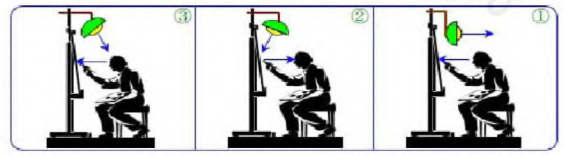 ③ ② ①